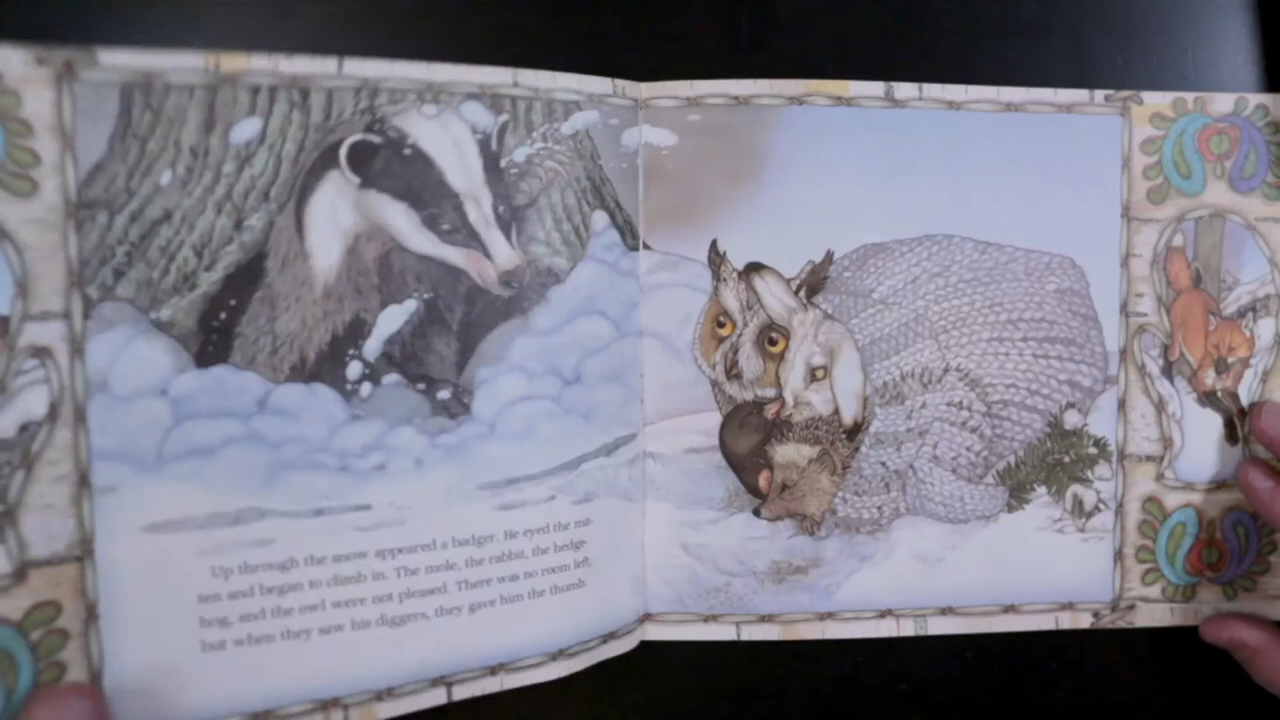 Up through the snow appeared a badger. He eyed the mit-
ten and began to climb in. The mole, the rabbit, the hedge-
hog, and the owl were not pleased. There was no room left,
but when they saw his diggers, they gave him the thumb.